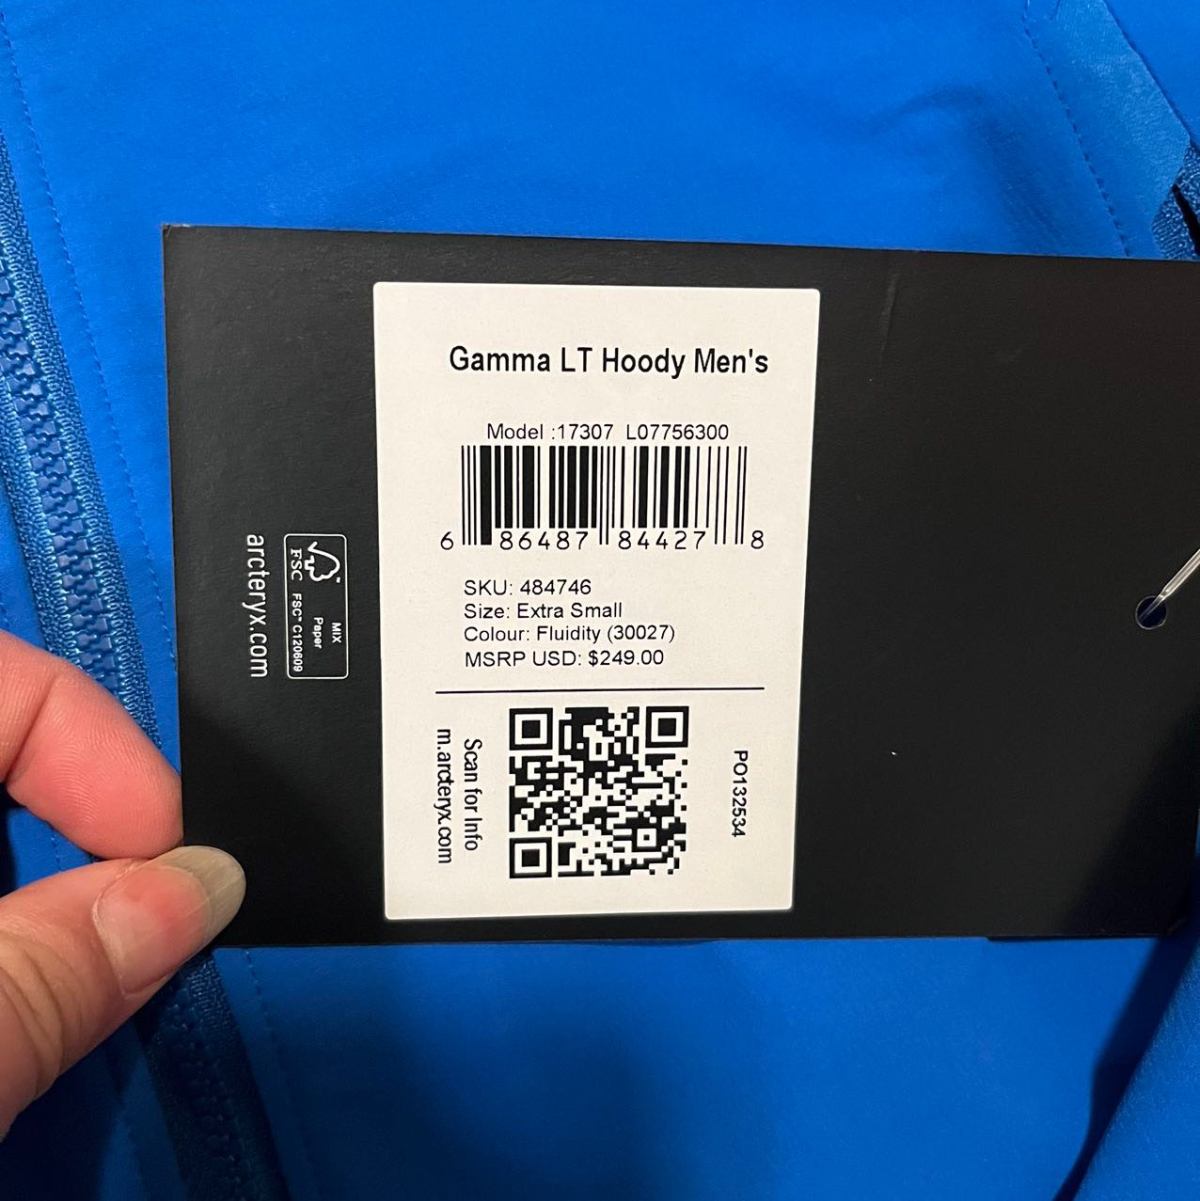 Gamma LT Hoody Men's
Model :17307 L07756300
6 86487 84427 8
SKU: 484746
Size: Extra Small
Colour: Fluidity (30027)
MSRP USD: $249.00
Scan for Info
m.arcteryx.com
PO132534
MIX
Paper
FSC FSC™ C120609
arcteryx.com